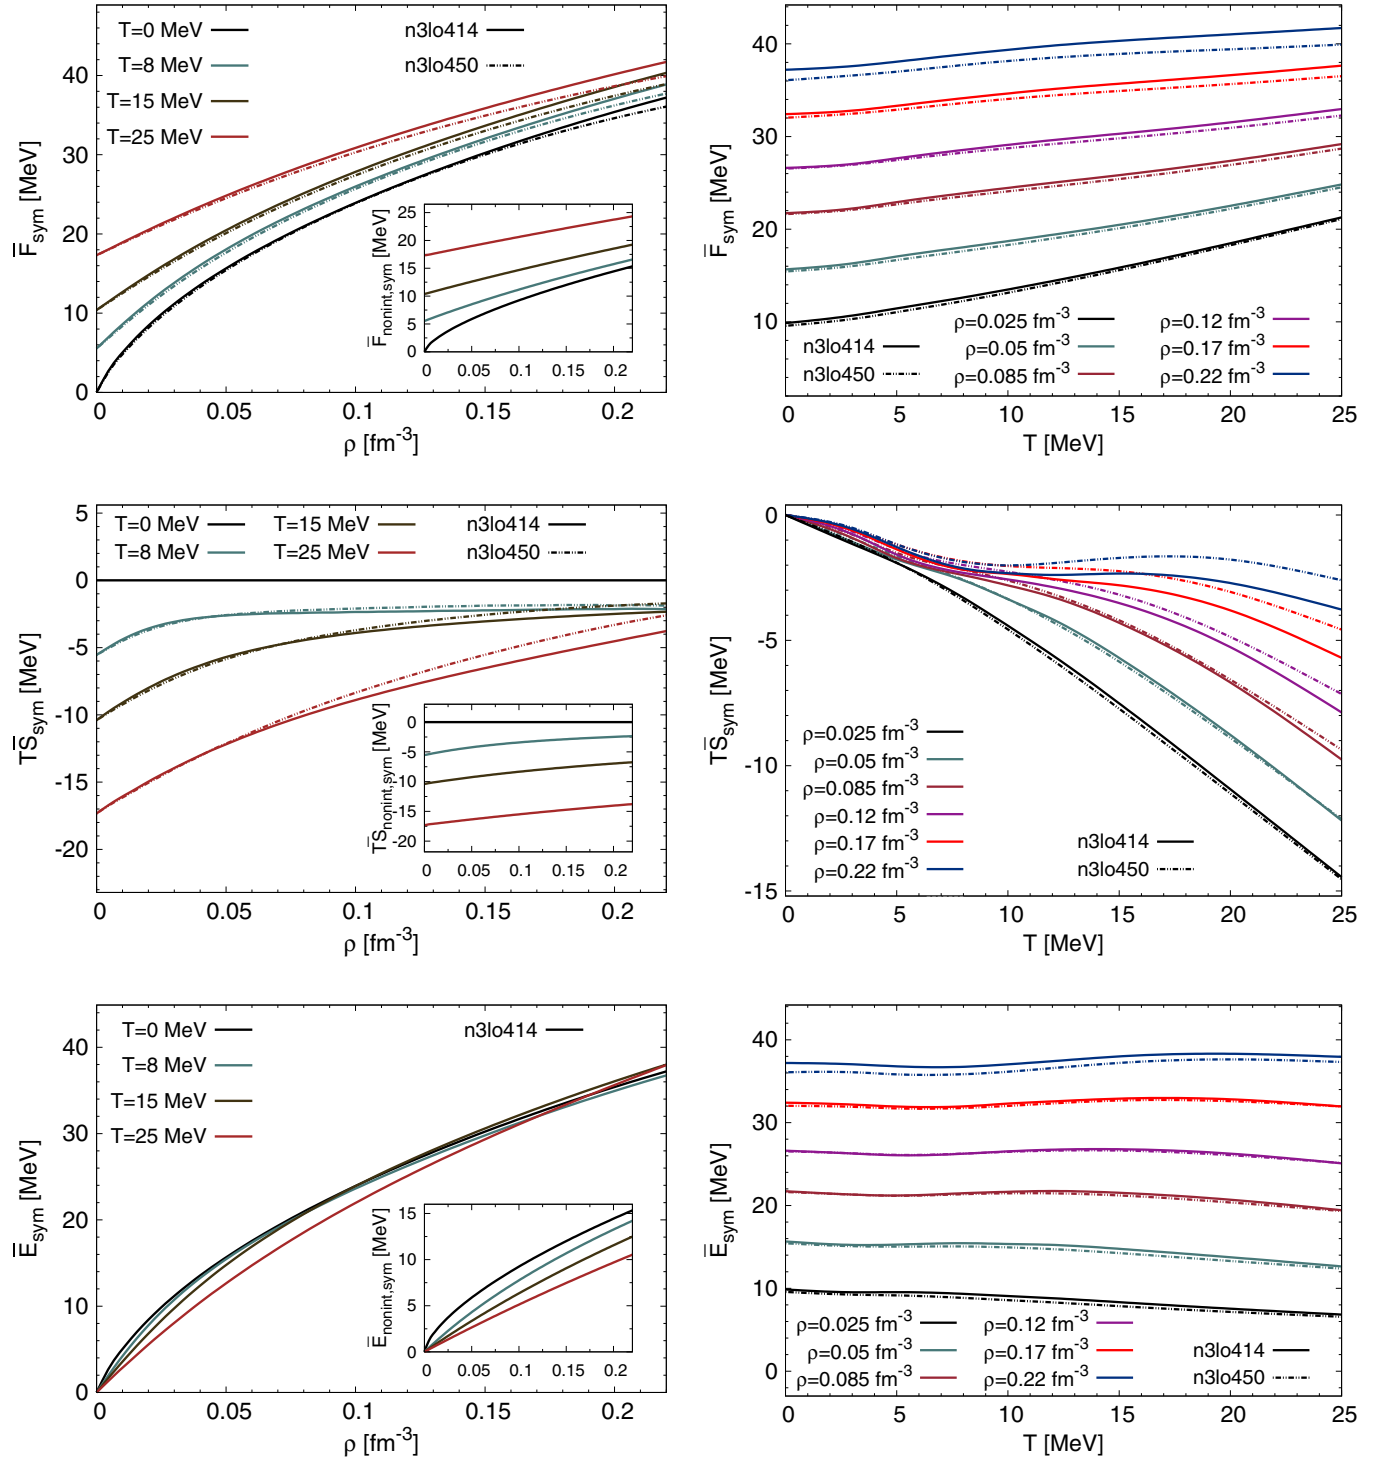 T=0 MeV
T=8 MeV
T=15 MeV
T=25 MeV
n3lo414
n3lo450
40
30
20
10
0
F̅sym [MeV]
0 0.05 0.1 0.15 0.2
ρ [fm⁻³]
25
20
15
10
5
0
F̅nonint,sym [MeV]
0 0.05 0.1 0.15 0.2
40
30
20
10
F̅sym [MeV]
ρ=0.025 fm⁻³
ρ=0.05 fm⁻³
ρ=0.085 fm⁻³
ρ=0.12 fm⁻³
ρ=0.17 fm⁻³
ρ=0.22 fm⁻³
n3lo414
n3lo450
0 5 10 15 20 25
T [MeV]
T=0 MeV
T=8 MeV
T=15 MeV
T=25 MeV
n3lo414
n3lo450
5
0
-5
-10
-15
-20
TS̅sym [MeV]
0 0.05 0.1 0.15 0.2
ρ [fm⁻³]
0
-5
-10
-15
-20
TS̅nonint,sym [MeV]
0 0.05 0.1 0.15 0.2
0
-5
-10
-15
TS̅sym [MeV]
ρ=0.025 fm⁻³
ρ=0.05 fm⁻³
ρ=0.085 fm⁻³
ρ=0.12 fm⁻³
ρ=0.17 fm⁻³
ρ=0.22 fm⁻³
n3lo414
n3lo450
0 5 10 15 20 25
T [MeV]
T=0 MeV
T=8 MeV
T=15 MeV
T=25 MeV
n3lo414
40
30
20
10
0
E̅sym [MeV]
0 0.05 0.1 0.15 0.2
ρ [fm⁻³]
15
10
5
0
E̅nonint,sym [MeV]
0 0.05 0.1 0.15 0.2
40
30
20
10
0
E̅sym [MeV]
ρ=0.025 fm⁻³
ρ=0.05 fm⁻³
ρ=0.085 fm⁻³
ρ=0.12 fm⁻³
ρ=0.17 fm⁻³
ρ=0.22 fm⁻³
n3lo414
n3lo450
0 5 10 15 20 25
T [MeV]